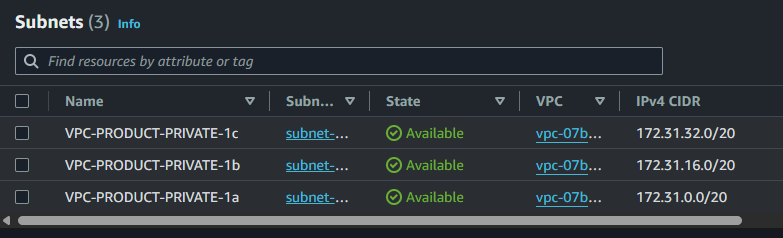 Subnets (3) Info
Find resources by attribute or tag
Name Subn... State VPC IPv4 CIDR
VPC-PRODUCT-PRIVATE-1c subnet-... Available vpc-07b... 172.31.32.0/20
VPC-PRODUCT-PRIVATE-1b subnet-... Available vpc-07b... 172.31.16.0/20
VPC-PRODUCT-PRIVATE-1a subnet-... Available vpc-07b... 172.31.0.0/20